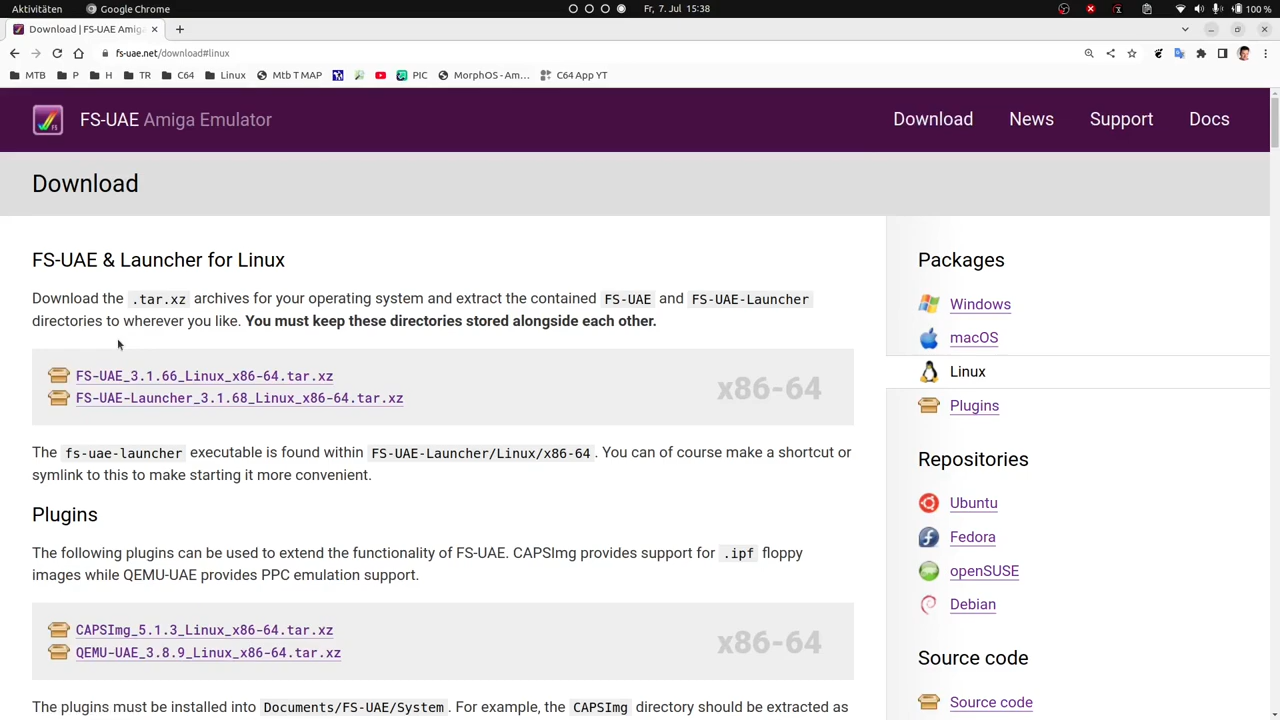 Aktivitäten Google Chrome Fr, 7. Jul 15:38 100 %
Download | FS-UAE Amig
fs-uae.net/download#linux
MTB P H TR C64 Linux Mtb T MAP PIC MorphOS - Am... C64 App YT
FS-UAE Amiga Emulator Download News Support Docs
Download
FS-UAE & Launcher for Linux
Download the .tar.xz archives for your operating system and extract the contained FS-UAE and FS-UAE-Launcher
directories to wherever you like. You must keep these directories stored alongside each other.
FS-UAE_3.1.66_Linux_x86-64.tar.xz
FS-UAE-Launcher_3.1.68_Linux_x86-64.tar.xz
x86-64
The fs-uae-launcher executable is found within FS-UAE-Launcher/Linux/x86-64. You can of course make a shortcut or
symlink to this to make starting it more convenient.
Plugins
The following plugins can be used to extend the functionality of FS-UAE. CAPSImg provides support for .ipf floppy
images while QEMU-UAE provides PPC emulation support.
CAPSImg_5.1.3_Linux_x86-64.tar.xz
QEMU-UAE_3.8.9_Linux_x86-64.tar.xz
x86-64
The plugins must be installed into Documents/FS-UAE/System. For example, the CAPSImg directory should be extracted as
Packages
Windows
macOS
Linux
Plugins
Repositories
Ubuntu
Fedora
openSUSE
Debian
Source code
Source code